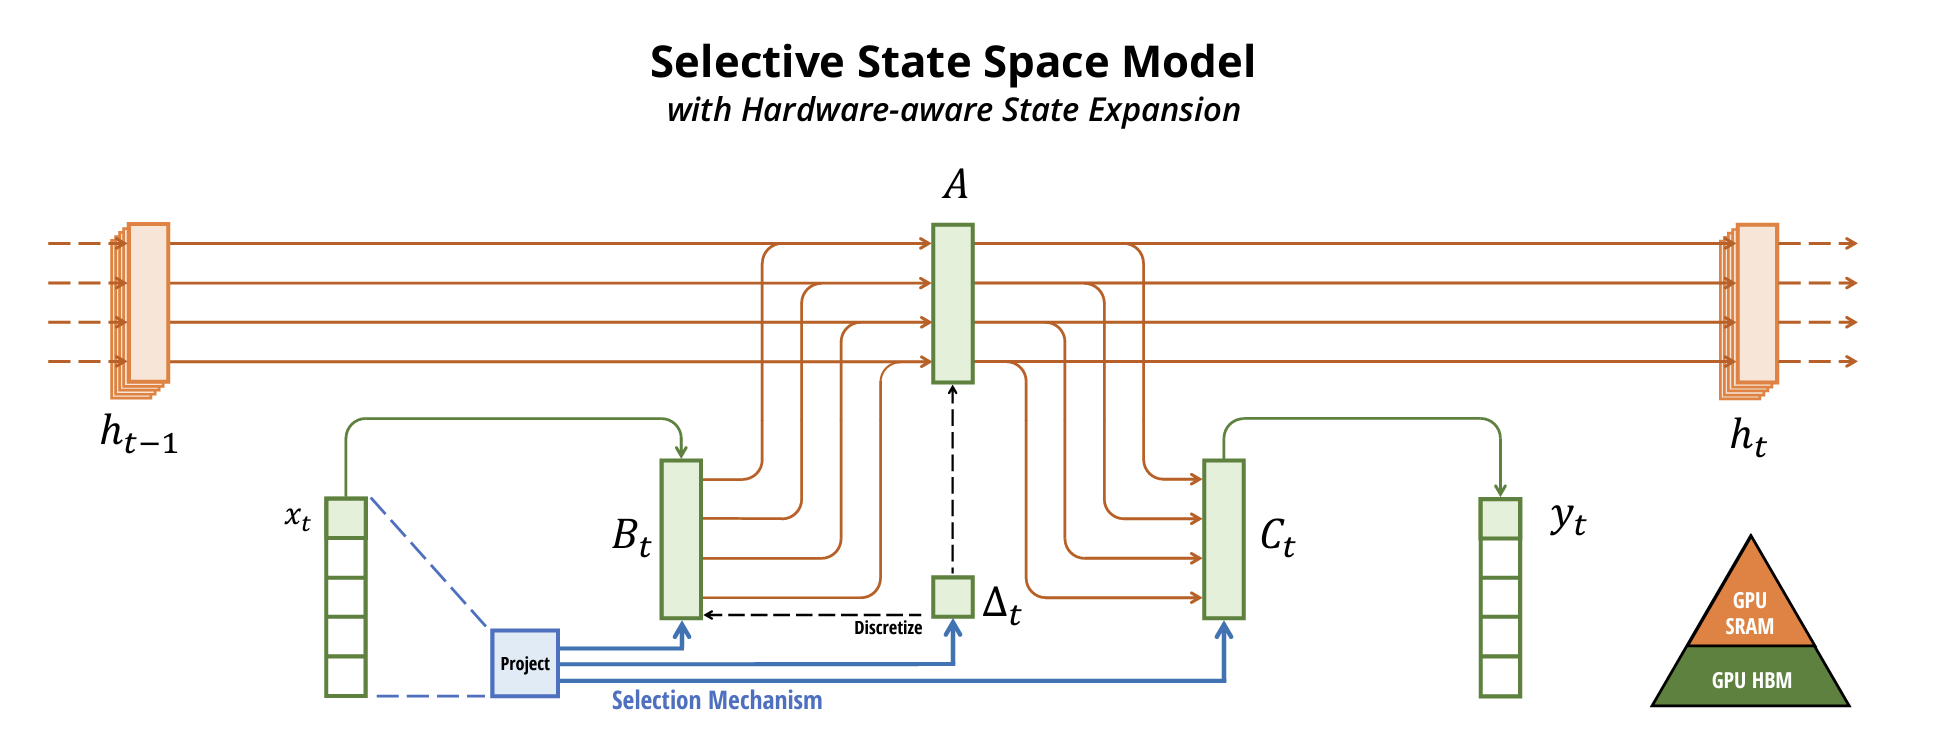 Selective State Space Model
with Hardware-aware State Expansion
A
h_{t−1}
h_t
x_t
B_t
C_t
y_t
Δ_t
Discretize
Project
Selection Mechanism
GPU
SRAM
GPU HBM